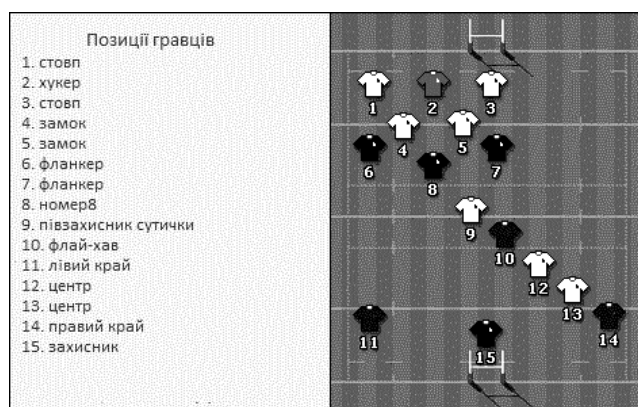 Позиції гравців
1. стовп
2. хукер
3. стовп
4. замок
5. замок
6. фланкер
7. фланкер
8. номер8
9. півзахисник сутички
10. флай-хав
11. лівий край
12. центр
13. центр
14. правий край
15. захисник
1 2 3
4 5
6 8 7
9
10
12
13
11 15 14